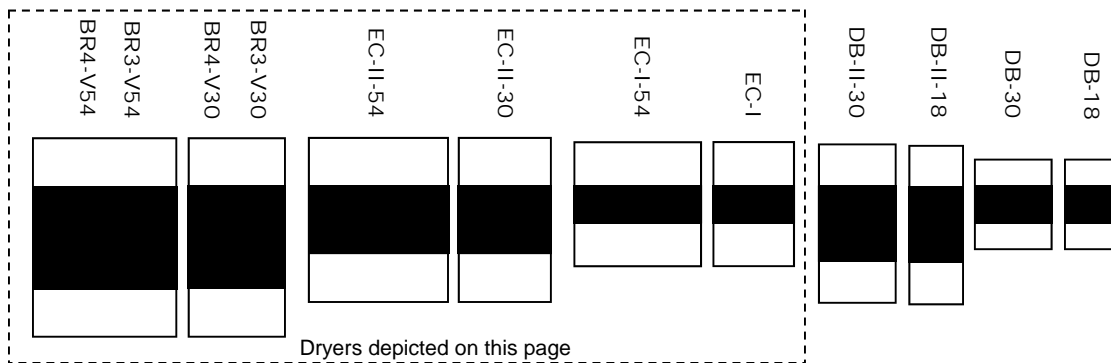 BR4-V54
BR3-V54
BR4-V30
BR3-V30
EC-II-54
EC-II-30
EC-I-54
EC-I
DB-II-30
DB-II-18
DB-30
DB-18
Dryers depicted on this page